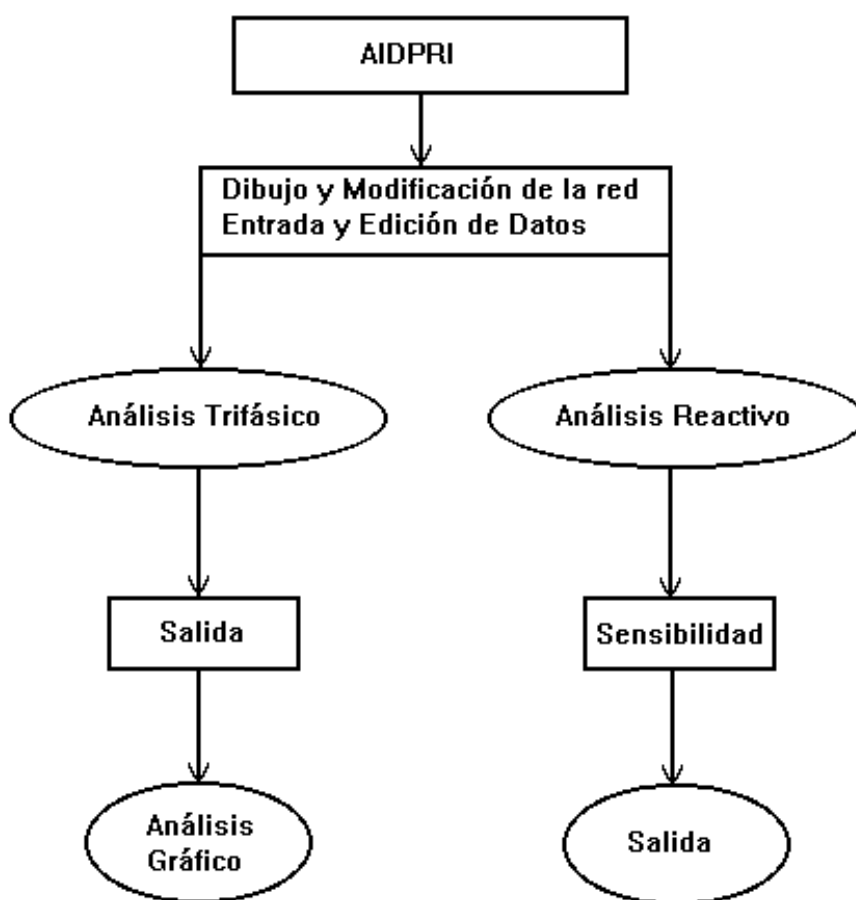 AIDPRI
Dibujo y Modificación de la red
Entrada y Edición de Datos
Análisis Trifásico
Análisis Reactivo
Salida
Sensibilidad
Análisis
Gráfico
Salida